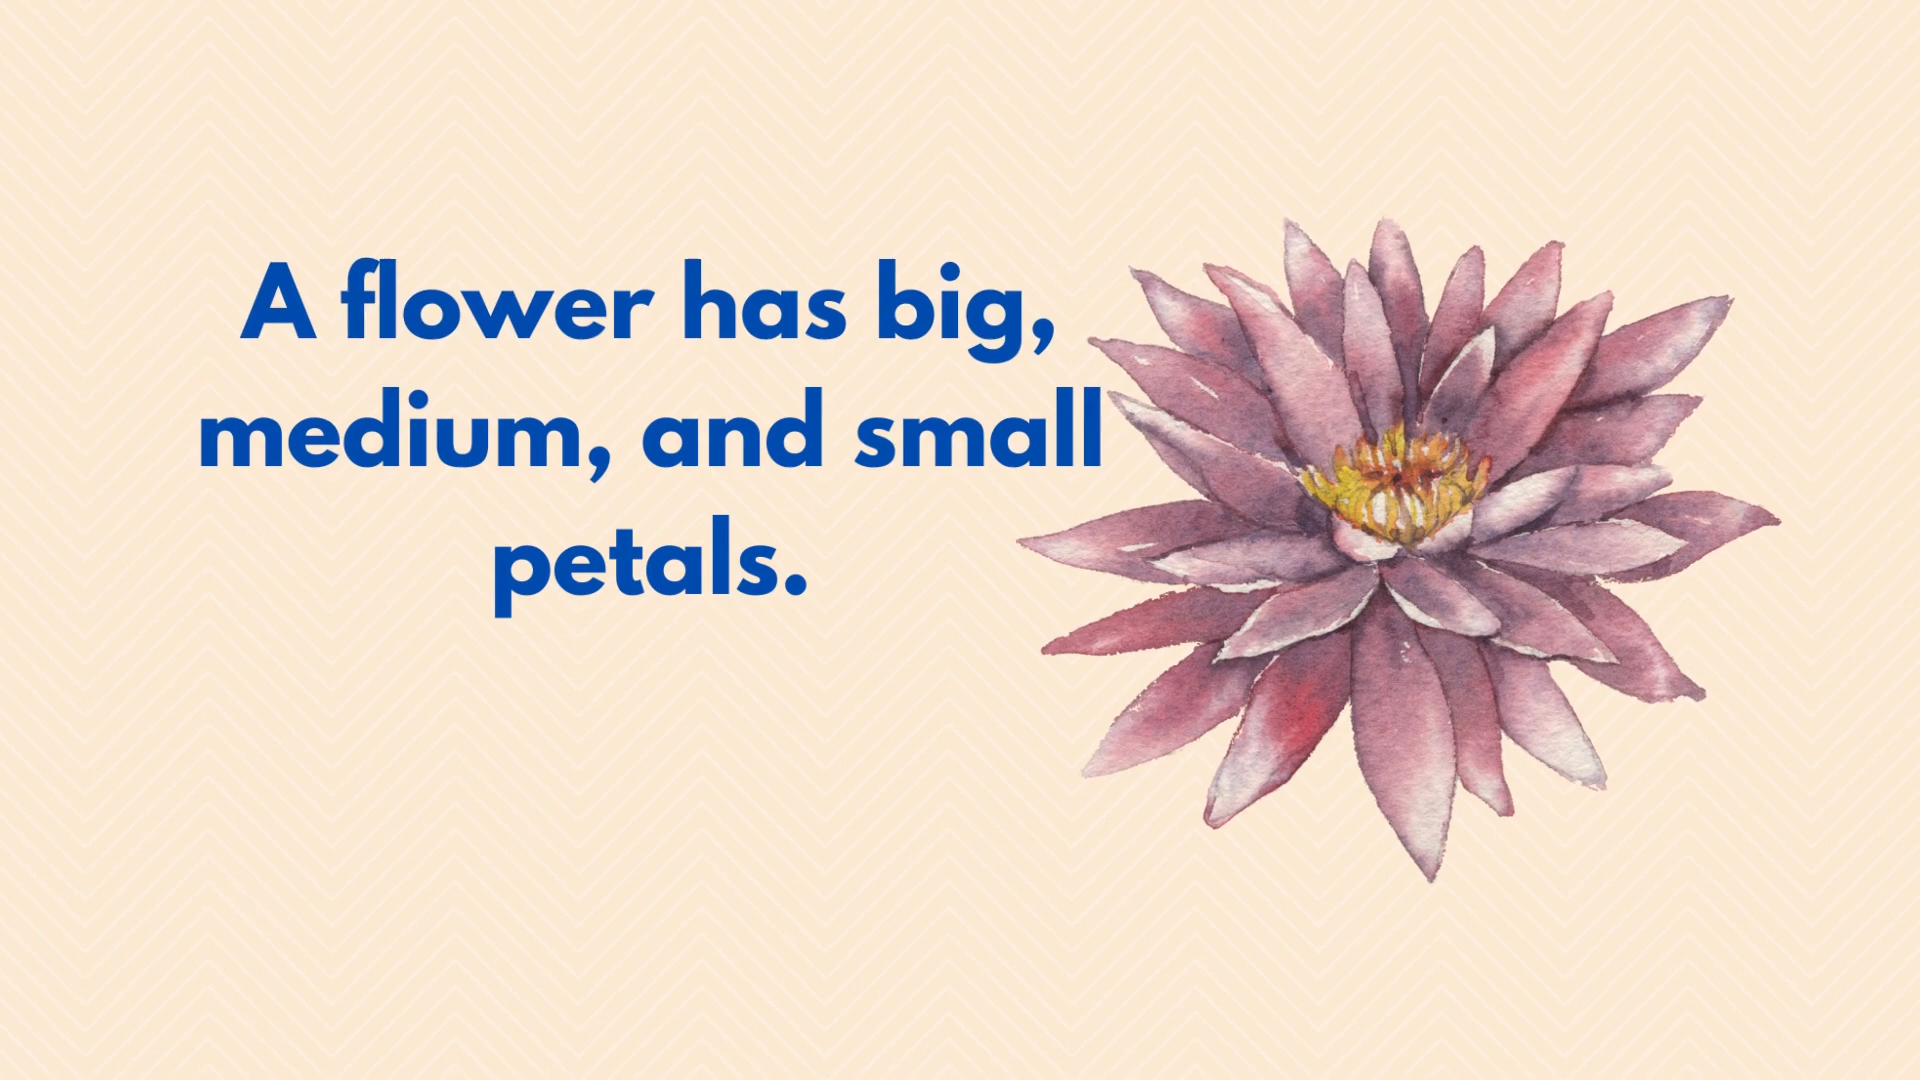 A flower has big,
medium, and small
petals.